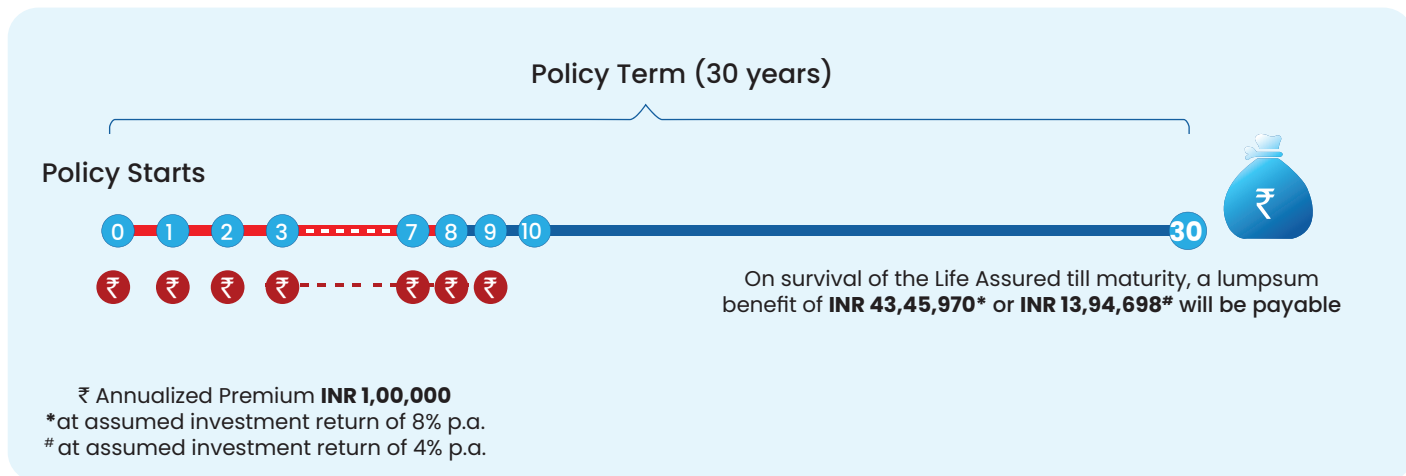 Policy Term (30 years)
Policy Starts
₹
0 1 2 3 7 8 9 10 30
₹ ₹ ₹ ₹ ₹ ₹ ₹
On survival of the Life Assured till maturity, a lumpsum
benefit of INR 43,45,970* or INR 13,94,698# will be payable
₹ Annualized Premium INR 1,00,000
*at assumed investment return of 8% p.a.
# at assumed investment return of 4% p.a.